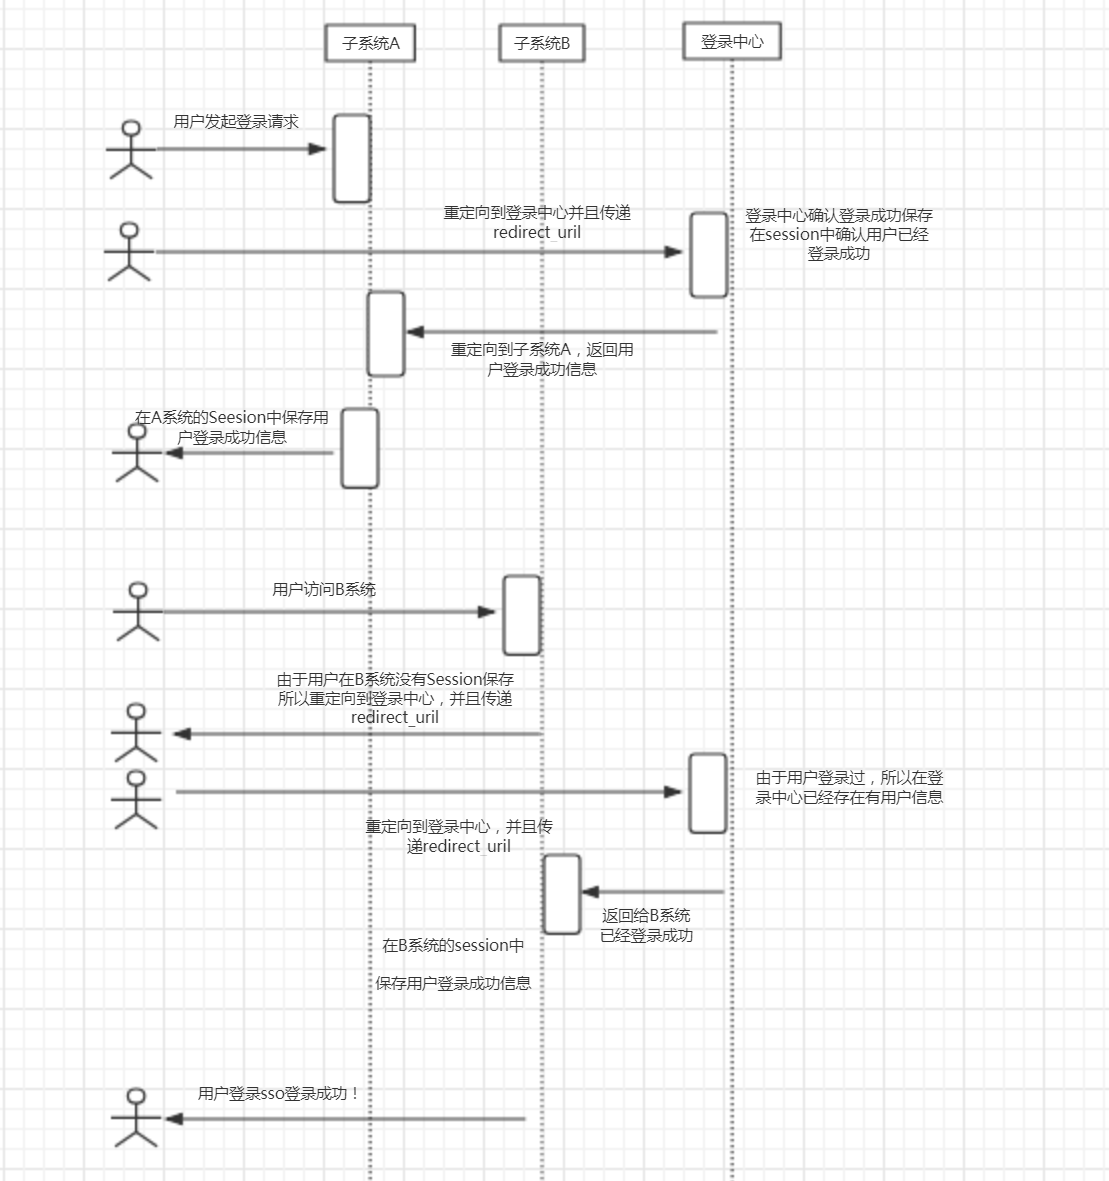 子系统A
子系统B
登录中心
用户发起登录请求
重定向到登录中心并且传递
redirect_uril
登录中心确认登录成功保存
在session中确认用户已经
登录成功
重定向到子系统A，返回用
户登录成功信息
在A系统的Seesion中保存用
户登录成功信息
用户访问B系统
由于用户在B系统没有Session保存
所以重定向到登录中心，并且传递
redirect_uril
由于用户登录过，所以在登
录中心已经存在有用户信息
重定向到登录中心，并且传
递redirect_uril
返回给B系统
已经登录成功
在B系统的session中
保存用户登录成功信息
用户登录sso登录成功！